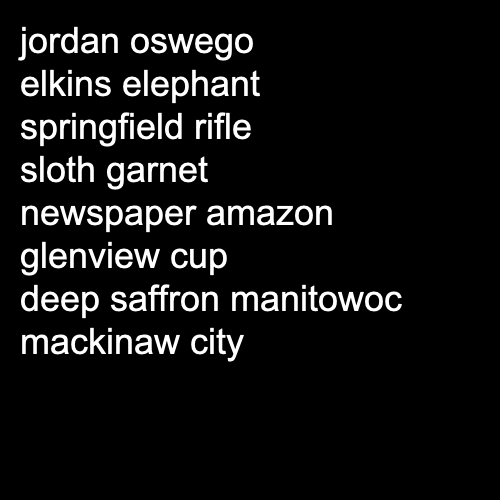 jordan oswego
elkins elephant
springfield rifle
sloth garnet
newspaper amazon
glenview cup
deep saffron manitowoc
mackinaw city